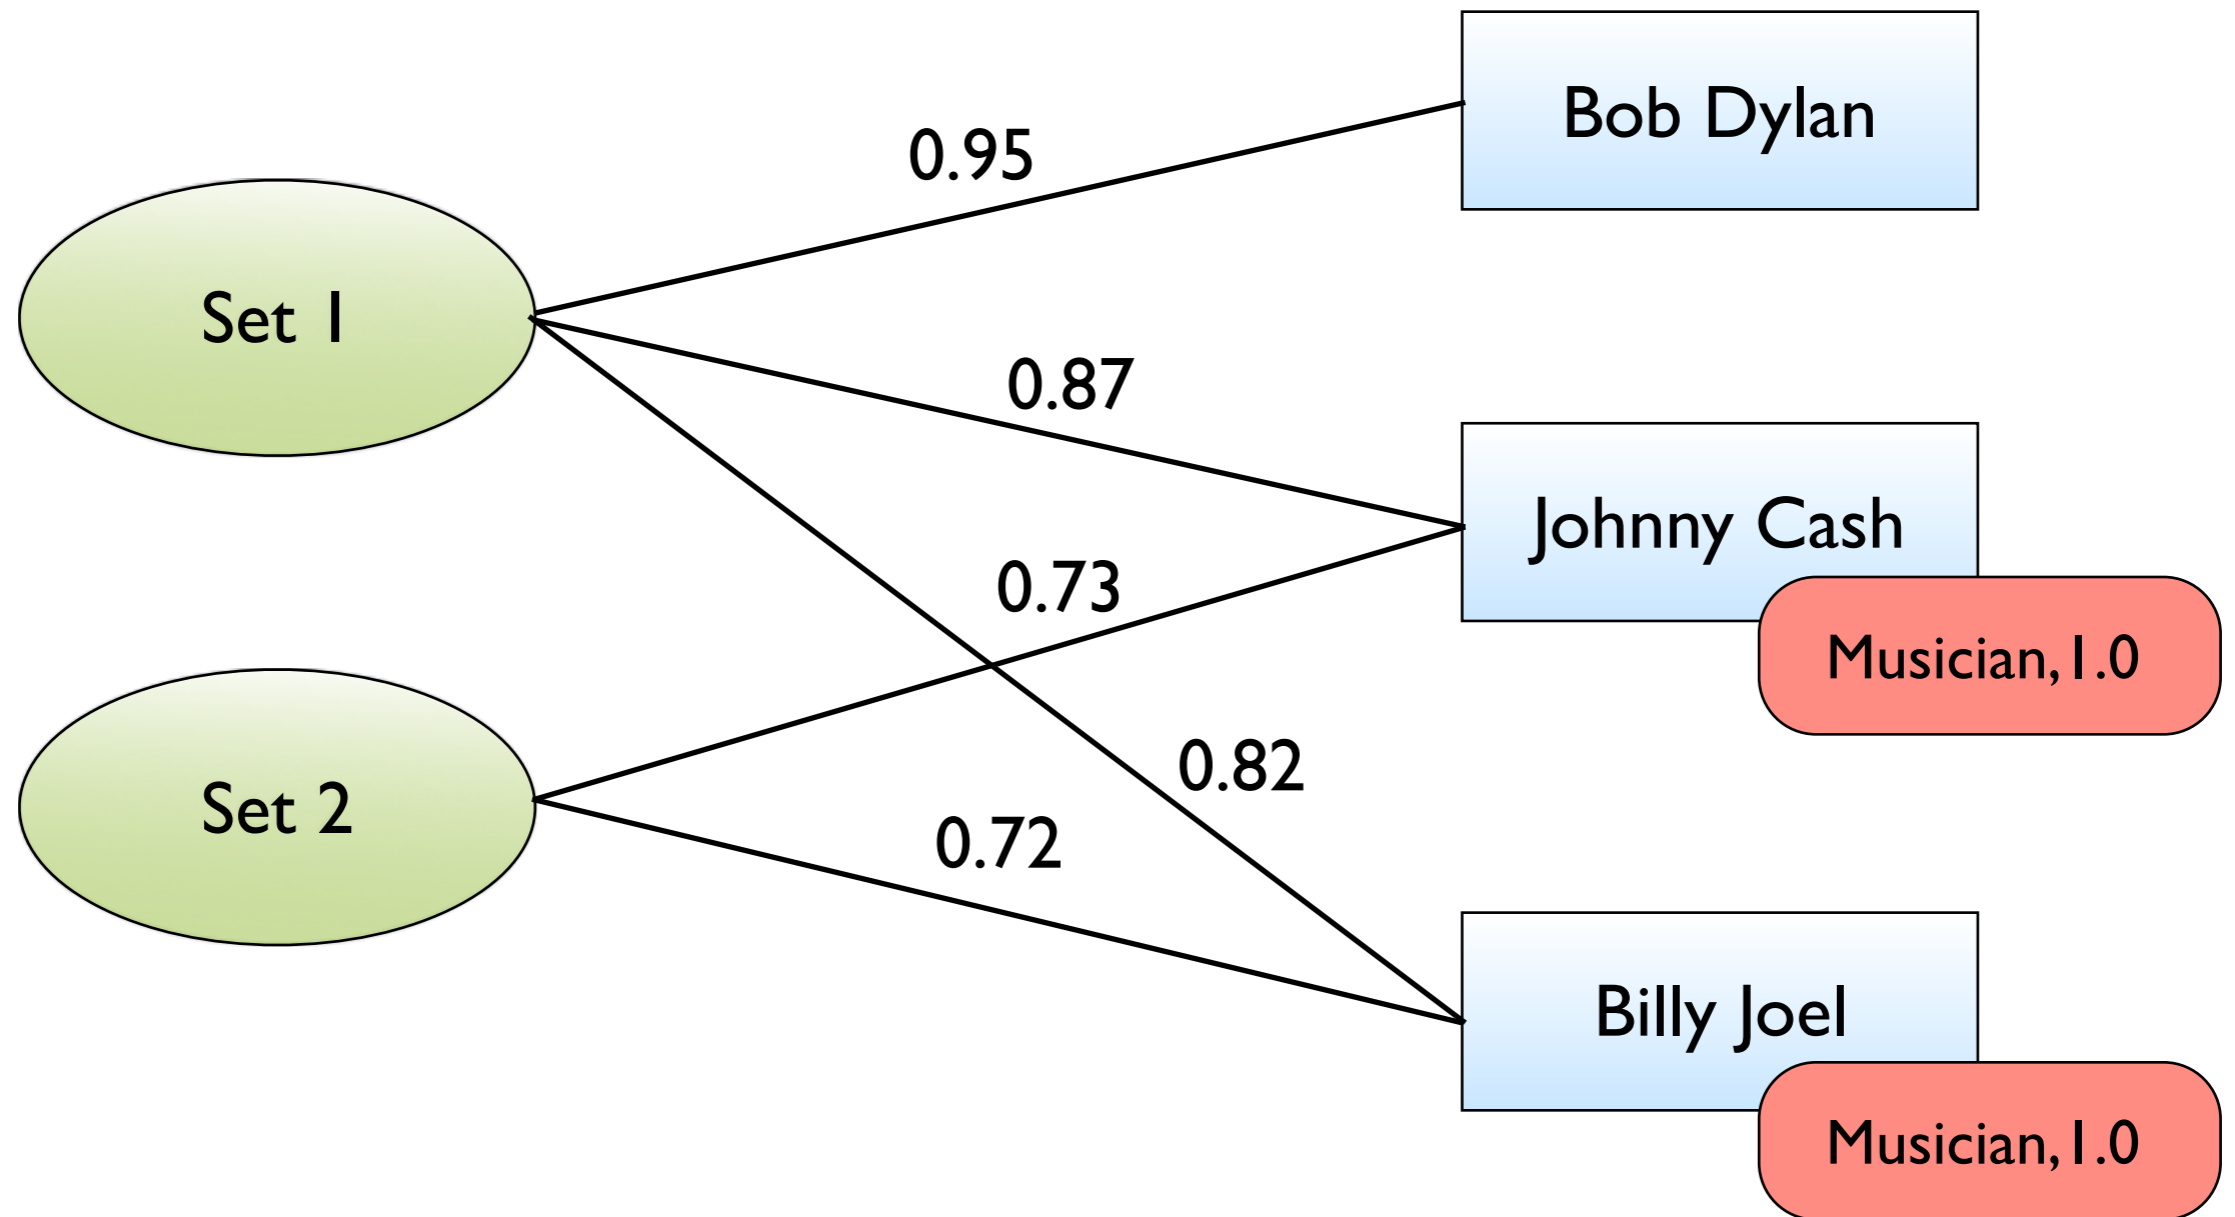 Bob Dylan
0.95
Set 1
0.87
Johnny Cash
0.73
Musician, 1.0
0.82
Set 2
0.72
Billy Joel
Musician, 1.0